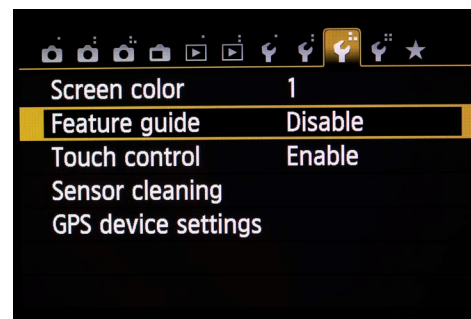 Screen color 1
Feature guide Disable
Touch control Enable
Sensor cleaning
GPS device settings